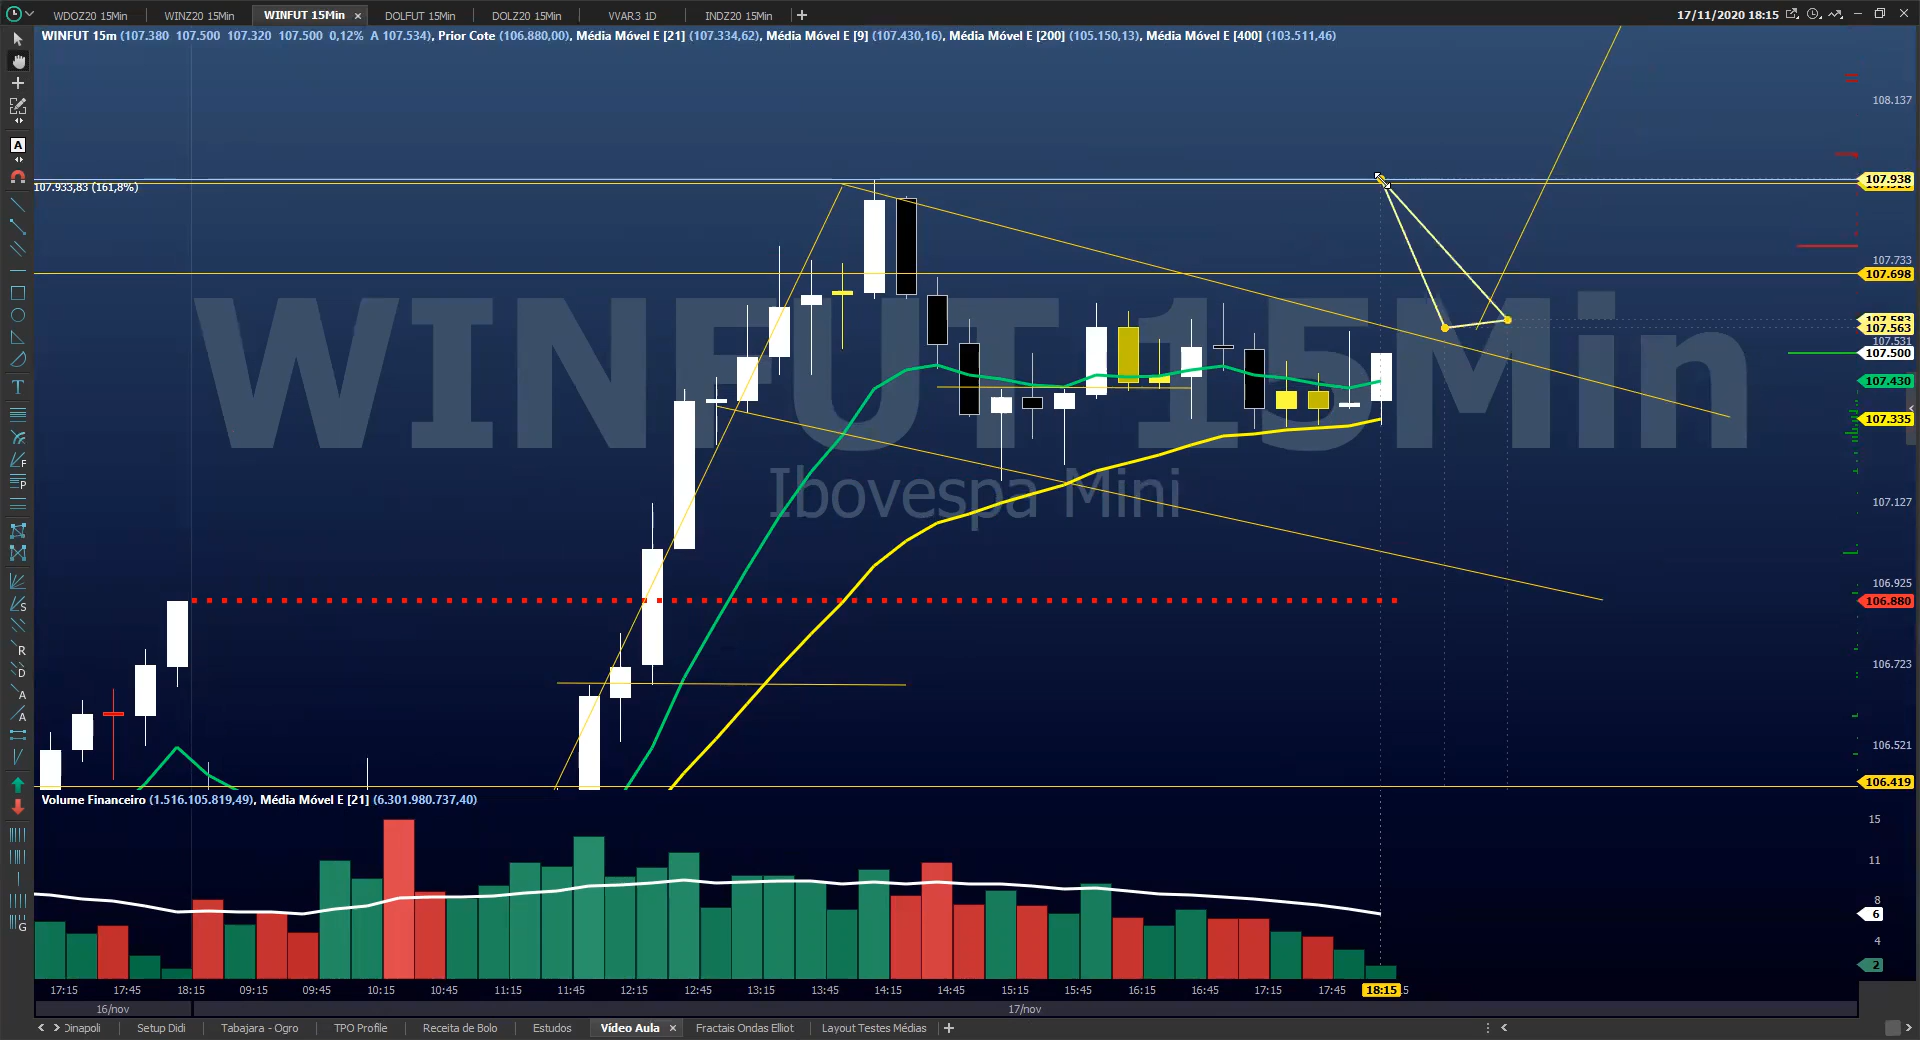 WDOZ20 15Min
WINZ20 15Min
WINFUT 15Min
DOLFUT 15Min
DOLZ20 15Min
VVAR3 1D
INDZ20 15Min
17/11/2020 18:15
WINFUT 15m (107.380 107.500 107.320 107.500 0,12% A 107.534), Prior Cote (106.880,00), Média Móvel E [21] (107.334,62), Média Móvel E [9] (107.430,16), Média Móvel E [200] (105.150,13), Média Móvel E [400] (103.511,46)
108.137
107.933,83 (161,8%)
107.938
107.733
107.698
107.583
107.563
107.531
107.500
107.430
107.335
107.127
106.925
106.880
106.723
106.521
106.419
WINFUT 15Min
Ibovespa Mini
Volume Financeiro (1.516.105.819,49), Média Móvel E [21] (6.301.980.737,40)
15
11
8
6
4
2
17:15 17:45 18:15 09:15 09:45 10:15 10:45 11:15 11:45 12:15 12:45 13:15 13:45 14:15 14:45 15:15 15:45 16:15 16:45 17:15 17:45 18:15
16/nov
17/nov
Dinapoli
Setup Didi
Tabajara - Ogro
TPO Profile
Receita de Bolo
Estudos
Vídeo Aula
Fractais Ondas Elliot
Layout Testes Médias